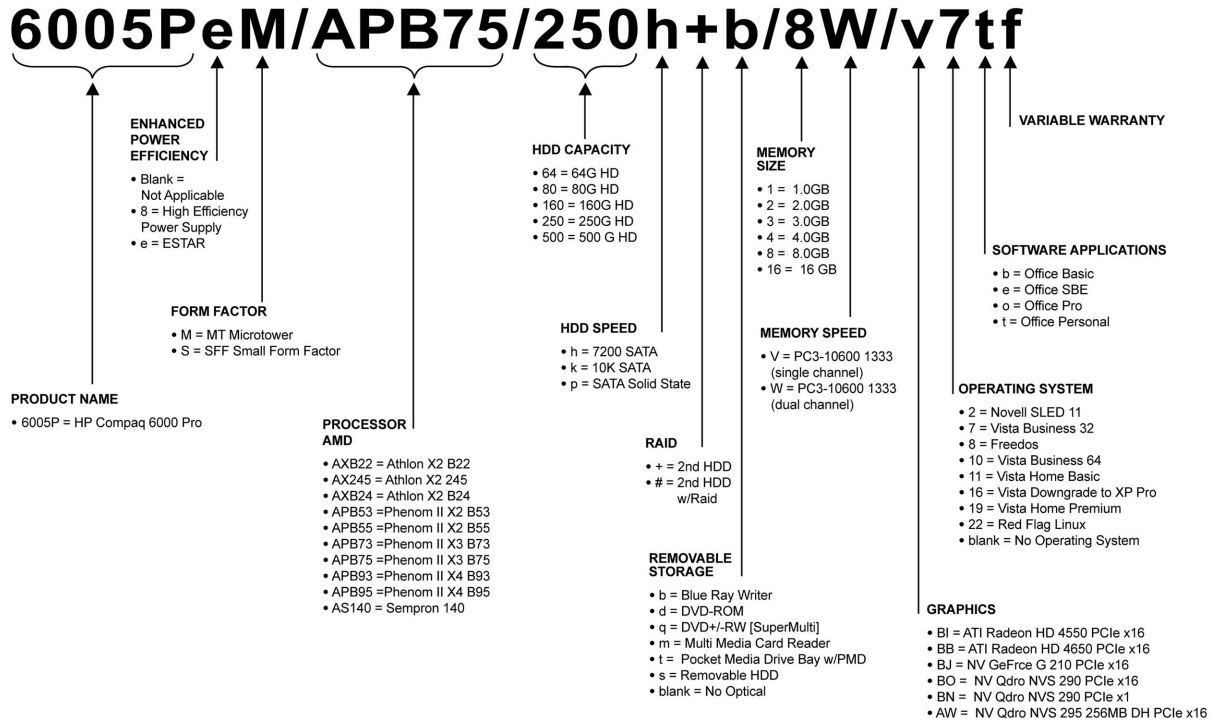 6005PeM/APB75/250h+b/8W/v7tf
VARIABLE WARRANTY
ENHANCED
POWER
EFFICIENCY
• Blank =
Not Applicable
• 8 = High Efficiency
Power Supply
• e = ESTAR
HDD CAPACITY
• 64 = 64G HD
• 80 = 80G HD
• 160 = 160G HD
• 250 = 250G HD
• 500 = 500 G HD
MEMORY
SIZE
• 1 = 1.0GB
• 2 = 2.0GB
• 3 = 3.0GB
• 4 = 4.0GB
• 8 = 8.0GB
• 16 = 16 GB
SOFTWARE APPLICATIONS
• b = Office Basic
• e = Office SBE
• o = Office Pro
• t = Office Personal
FORM FACTOR
• M = MT Microtower
• S = SFF Small Form Factor
HDD SPEED
• h = 7200 SATA
• k = 10K SATA
• p = SATA Solid State
MEMORY SPEED
• V = PC3-10600 1333
(single channel)
• W = PC3-10600 1333
(dual channel)
OPERATING SYSTEM
• 2 = Novell SLED 11
• 7 = Vista Business 32
• 8 = Freedos
• 10 = Vista Business 64
• 11 = Vista Home Basic
• 16 = Vista Downgrade to XP Pro
• 19 = Vista Home Premium
• 22 = Red Flag Linux
• blank = No Operating System
PRODUCT NAME
• 6005P = HP Compaq 6000 Pro
PROCESSOR
AMD
• AXB22 = Athlon X2 B22
• AX245 = Athlon X2 245
• AXB24 = Athlon X2 B24
• APB53 =Phenom II X2 B53
• APB55 =Phenom II X2 B55
• APB73 =Phenom II X3 B73
• APB75 =Phenom II X3 B75
• APB93 =Phenom II X4 B93
• APB95 =Phenom II X4 B95
• AS140 = Sempron 140
RAID
• + = 2nd HDD
• # = 2nd HDD
w/Raid
REMOVABLE
STORAGE
• b = Blue Ray Writer
• d = DVD-ROM
• q = DVD+/-RW [SuperMulti]
• m = Multi Media Card Reader
• t = Pocket Media Drive Bay w/PMD
• s = Removable HDD
• blank = No Optical
GRAPHICS
• BI = ATI Radeon HD 4550 PCIe x16
• BB = ATI Radeon HD 4650 PCIe x16
• BJ = NV GeFrce G 210 PCIe x16
• BO = NV Qdro NVS 290 PCIe x16
• BN = NV Qdro NVS 290 PCIe x1
• AW = NV Qdro NVS 295 256MB DH PCIe x16